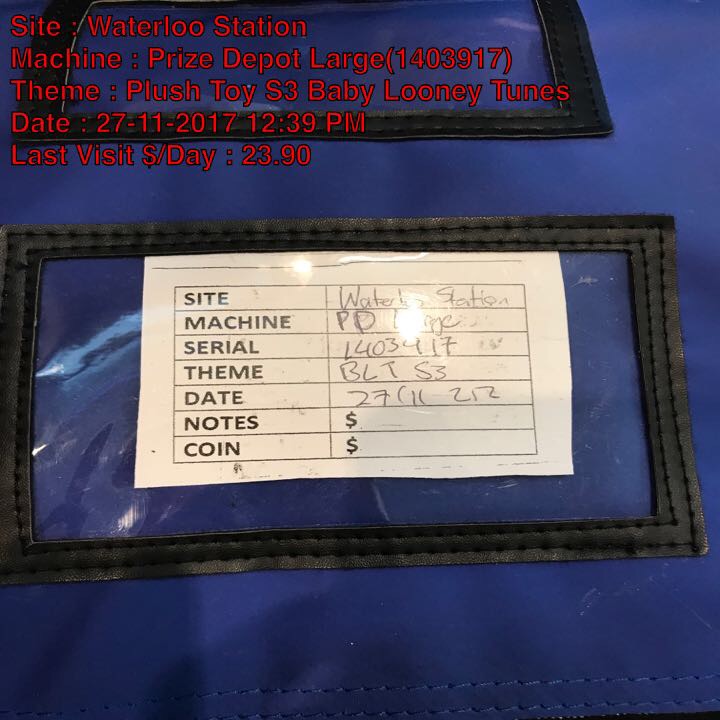 Site : Waterloo Station
Machine : Prize Depot Large(1403917)
Theme : Plush Toy S3 Baby Looney Tunes
Date : 27-11-2017 12:39 PM
Last Visit $/Day : 23.90
SITE Waterloo Station
MACHINE PD Large
SERIAL 1403917
THEME BLT S3
DATE 27/11
NOTES $
COIN $